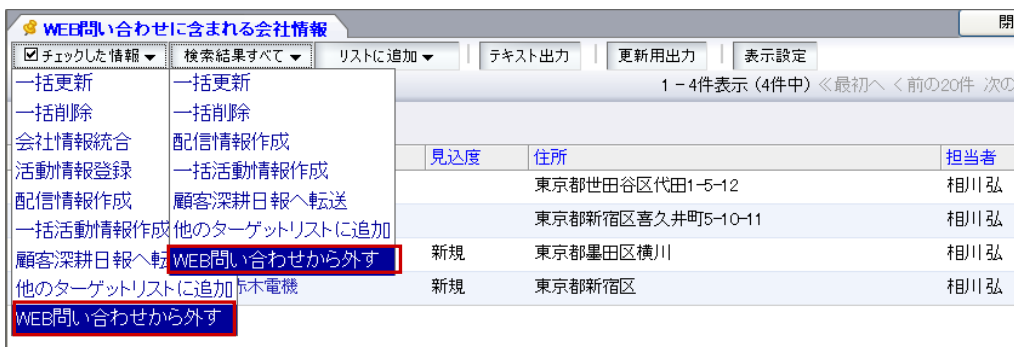 WEB問い合わせに含まれる会社情報
閉
チェックした情報▼ 検索結果すべて▼ リストに追加▼ テキスト出力 更新用出力 表示設定
1-4件表示 (4件中) ≪最初へ <前の20件 次の
一括更新
一括削除
会社情報統合
活動情報登録
配信情報作成
一括活動情報作成
顧客深耕日報へ転
他のターゲットリストに追加
WEB問い合わせから外す
一括更新
一括削除
配信情報作成
一括活動情報作成
顧客深耕日報へ転送
他のターゲットリストに追加
WEB問い合わせから外す
見込度 住所 担当者
東京都世田谷区代田1-5-12 相川 弘
東京都新宿区喜久井町5-10-11 相川 弘
新規 東京都墨田区横川 相川 弘
赤木電機 新規 東京都新宿区 相川 弘